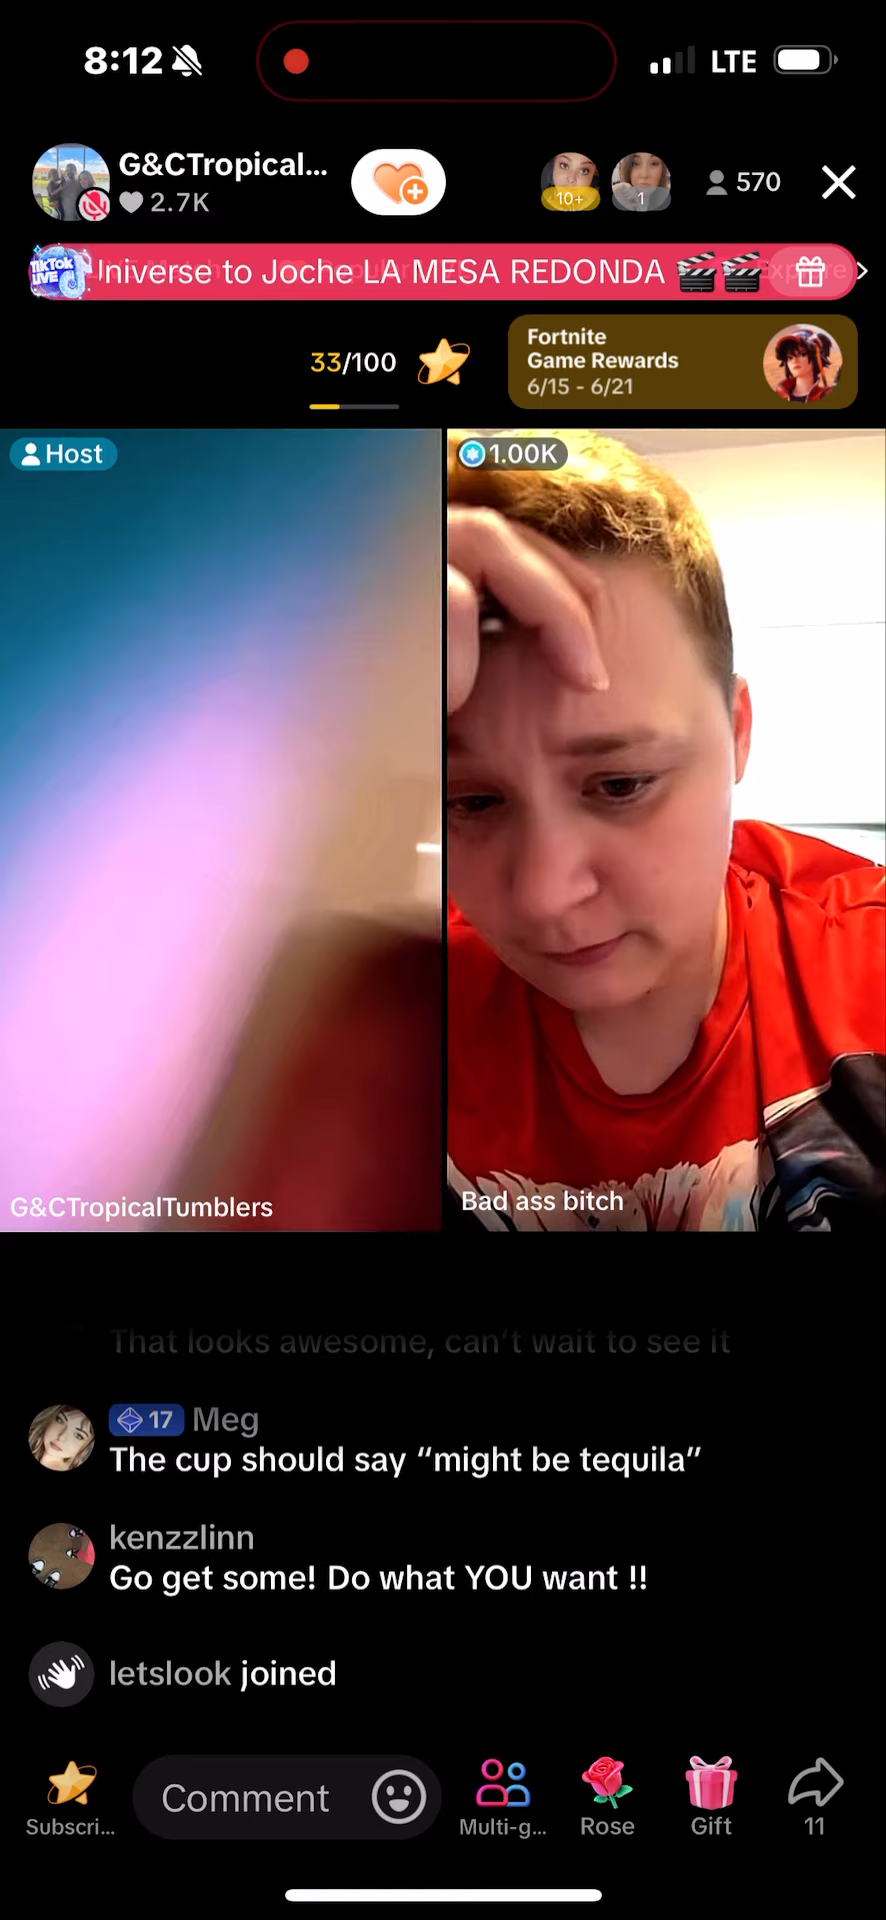 8:12
LTE
G&CTropical...
2.7K
10+
1
570
TikTok
LIVE
Iniverse to Joche LA MESA REDONDA
33/100
Fortnite
Game Rewards
6/15 - 6/21
Host
1.00K
G&CTropicalTumblers
Bad ass bitch
That looks awesome, can't wait to see it
17 Meg
The cup should say “might be tequila”
kenzzlinn
Go get some! Do what YOU want !!
letslook joined
Comment
Subscri...
Multi-g...
Rose
Gift
11